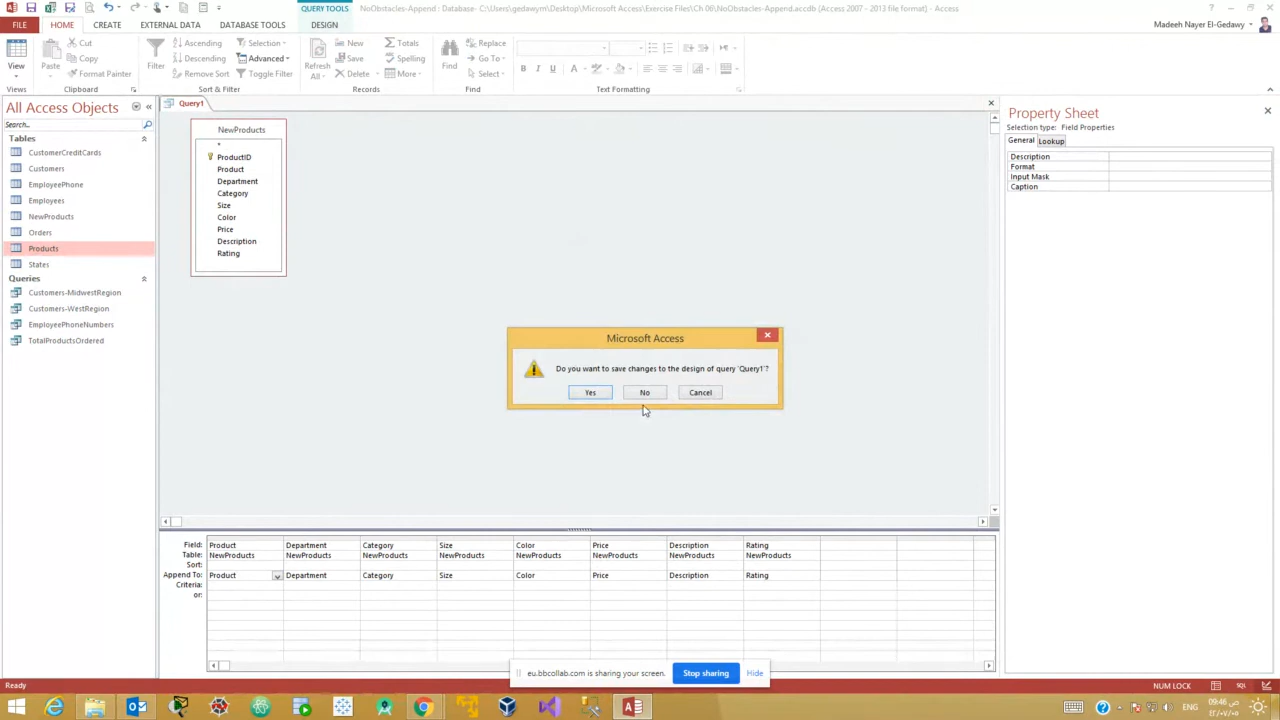 QUERY TOOLS
NoObstacles-Append : Database- C:\Users\gedawym\Desktop\Microsoft Access\Exercise Files\Ch 06\NoObstacles-Append.accdb (Access 2007 - 2013 file format) - Access
FILE HOME CREATE EXTERNAL DATA DATABASE TOOLS DESIGN
Madeeh Nayer El-Gedawy
View
Views
Paste
Cut
Copy
Format Painter
Clipboard
Filter
Ascending
Descending
Remove Sort
Selection
Advanced
Toggle Filter
Sort & Filter
Refresh
All
New
Save
Delete
Totals
Spelling
More
Records
Find
Replace
Go To
Select
Find
B I U A
Text Formatting
All Access Objects
Search...
Tables
CustomerCreditCards
Customers
EmployeePhone
Employees
NewProducts
Orders
Products
States
Queries
Customers-MidwestRegion
Customers-WestRegion
EmployeePhoneNumbers
TotalProductsOrdered
Query1
NewProducts
*
ProductID
Product
Department
Category
Size
Color
Price
Description
Rating
Microsoft Access
Do you want to save changes to the design of query 'Query1'?
Yes No Cancel
Property Sheet
Selection type: Field Properties
General Lookup
Description
Format
Input Mask
Caption
Field: Product Department Category Size Color Price Description Rating
Table: NewProducts NewProducts NewProducts NewProducts NewProducts NewProducts NewProducts NewProducts
Sort:
Append To: Product Department Category Size Color Price Description Rating
Criteria:
or:
eu.bbcollab.com is sharing your screen. Stop sharing Hide
Ready
NUM LOCK
SQL
ENG
09:46 ص